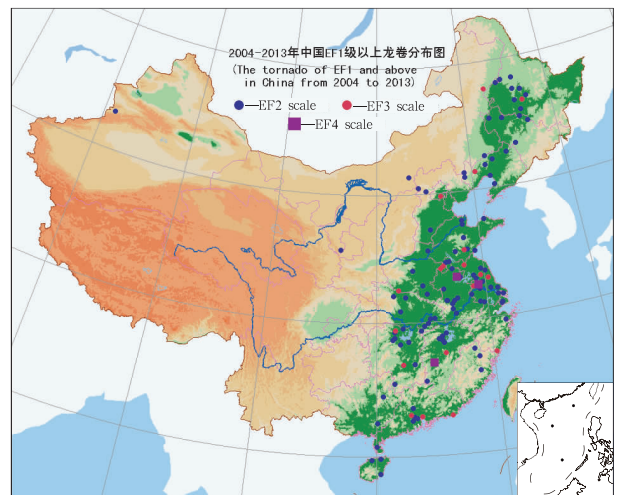 2004-2013年中国EF1级以上龙卷分布图
(The tornado of EF1 and above
in China from 2004 to 2013)
—EF2 scale —EF3 scale
—EF4 scale